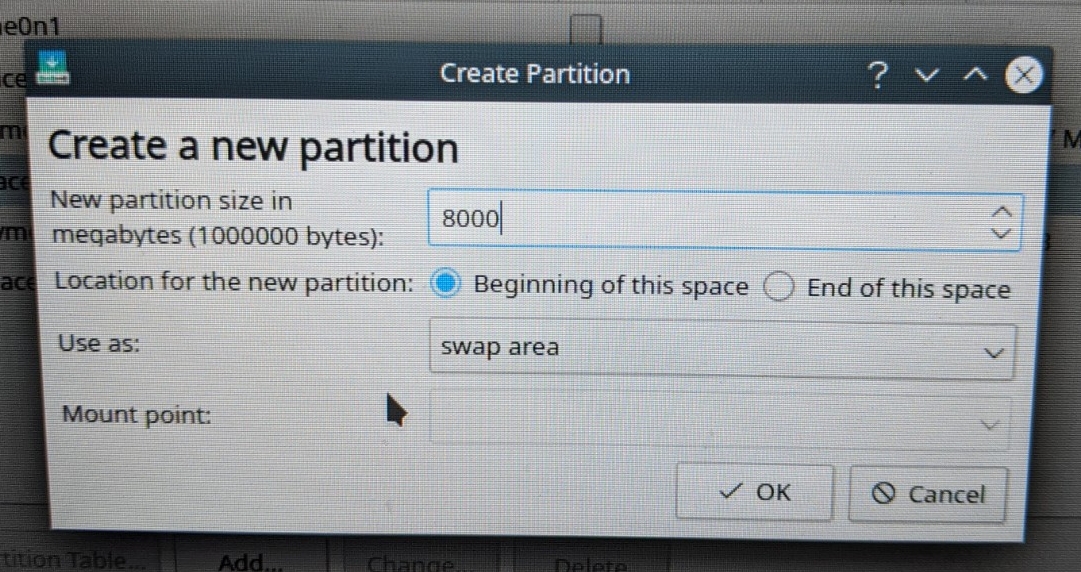 e0n1
Create Partition
Create a new partition
New partition size in
megabytes (1000000 bytes):
8000
Location for the new partition:
Beginning of this space
End of this space
Use as:
swap area
Mount point:
OK
Cancel
tition Table...
Add...
Change...
Delete